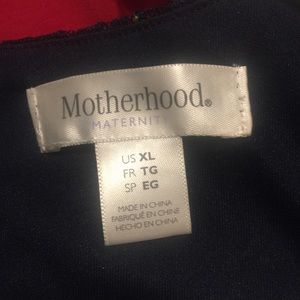 Motherhood®
MATERNITY
US XL
FR TG
SP EG
MADE IN CHINA
FABRIQUÉ EN CHINE
HECHO EN CHINA